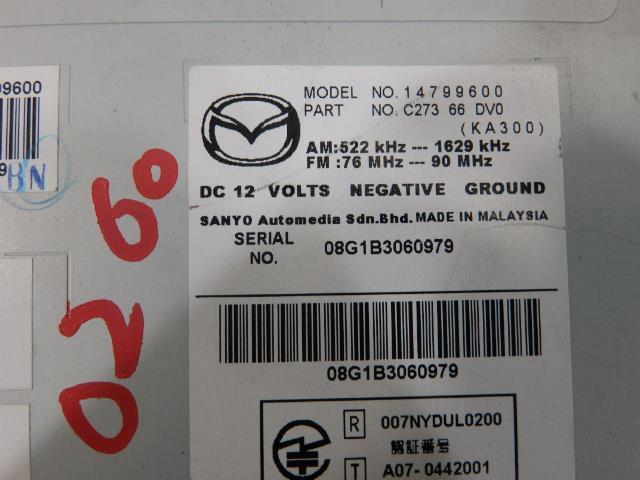 99600
9
BN
0260
MODEL NO. 14799600
PART NO. C273 66 DV0
(KA300)
AM:522 kHz --- 1629 kHz
FM :76 MHz --- 90 MHz
DC 12 VOLTS NEGATIVE GROUND
SANYO Automedia Sdn.Bhd. MADE IN MALAYSIA
SERIAL NO. 08G1B3060979
08G1B3060979
R 007NYDUL0200
認証番号
T A07-0442001